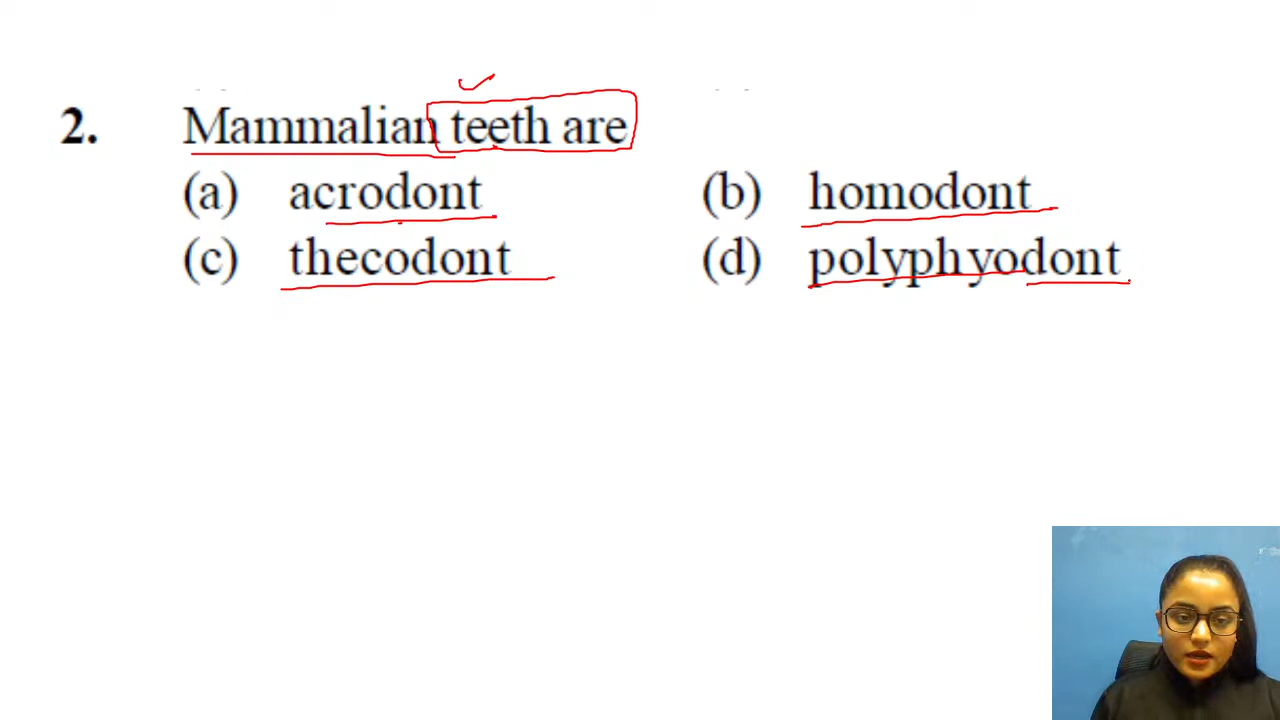 2. Mammalian teeth are
(a) acrodont (b) homodont
(c) thecodont (d) polyphyodont